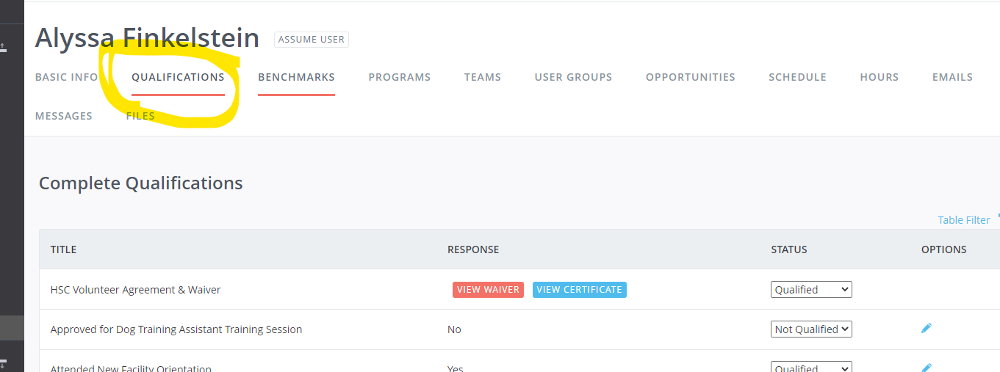 Alyssa Finkelstein ASSUME USER
BASIC INFO QUALIFICATIONS BENCHMARKS PROGRAMS TEAMS USER GROUPS OPPORTUNITIES SCHEDULE HOURS EMAILS
MESSAGES FILES
Complete Qualifications
Table Filter
TITLE RESPONSE STATUS OPTIONS
HSC Volunteer Agreement & Waiver VIEW WAIVER VIEW CERTIFICATE Qualified
Approved for Dog Training Assistant Training Session No Not Qualified
Attended New Facility Orientation Yes Qualified